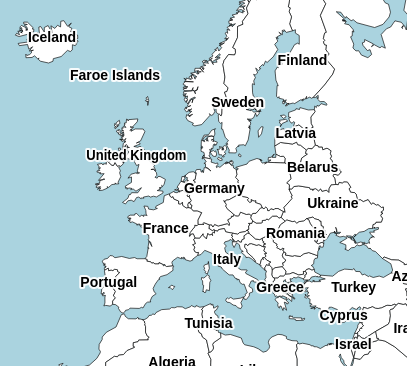 Iceland
Finland
Faroe Islands
Sweden
Latvia
United Kingdom
Belarus
Germany
Ukraine
France
Romania
Italy
Portugal
Greece
Turkey
Az
Cyprus
Tunisia
Ira
Israel
Algeria